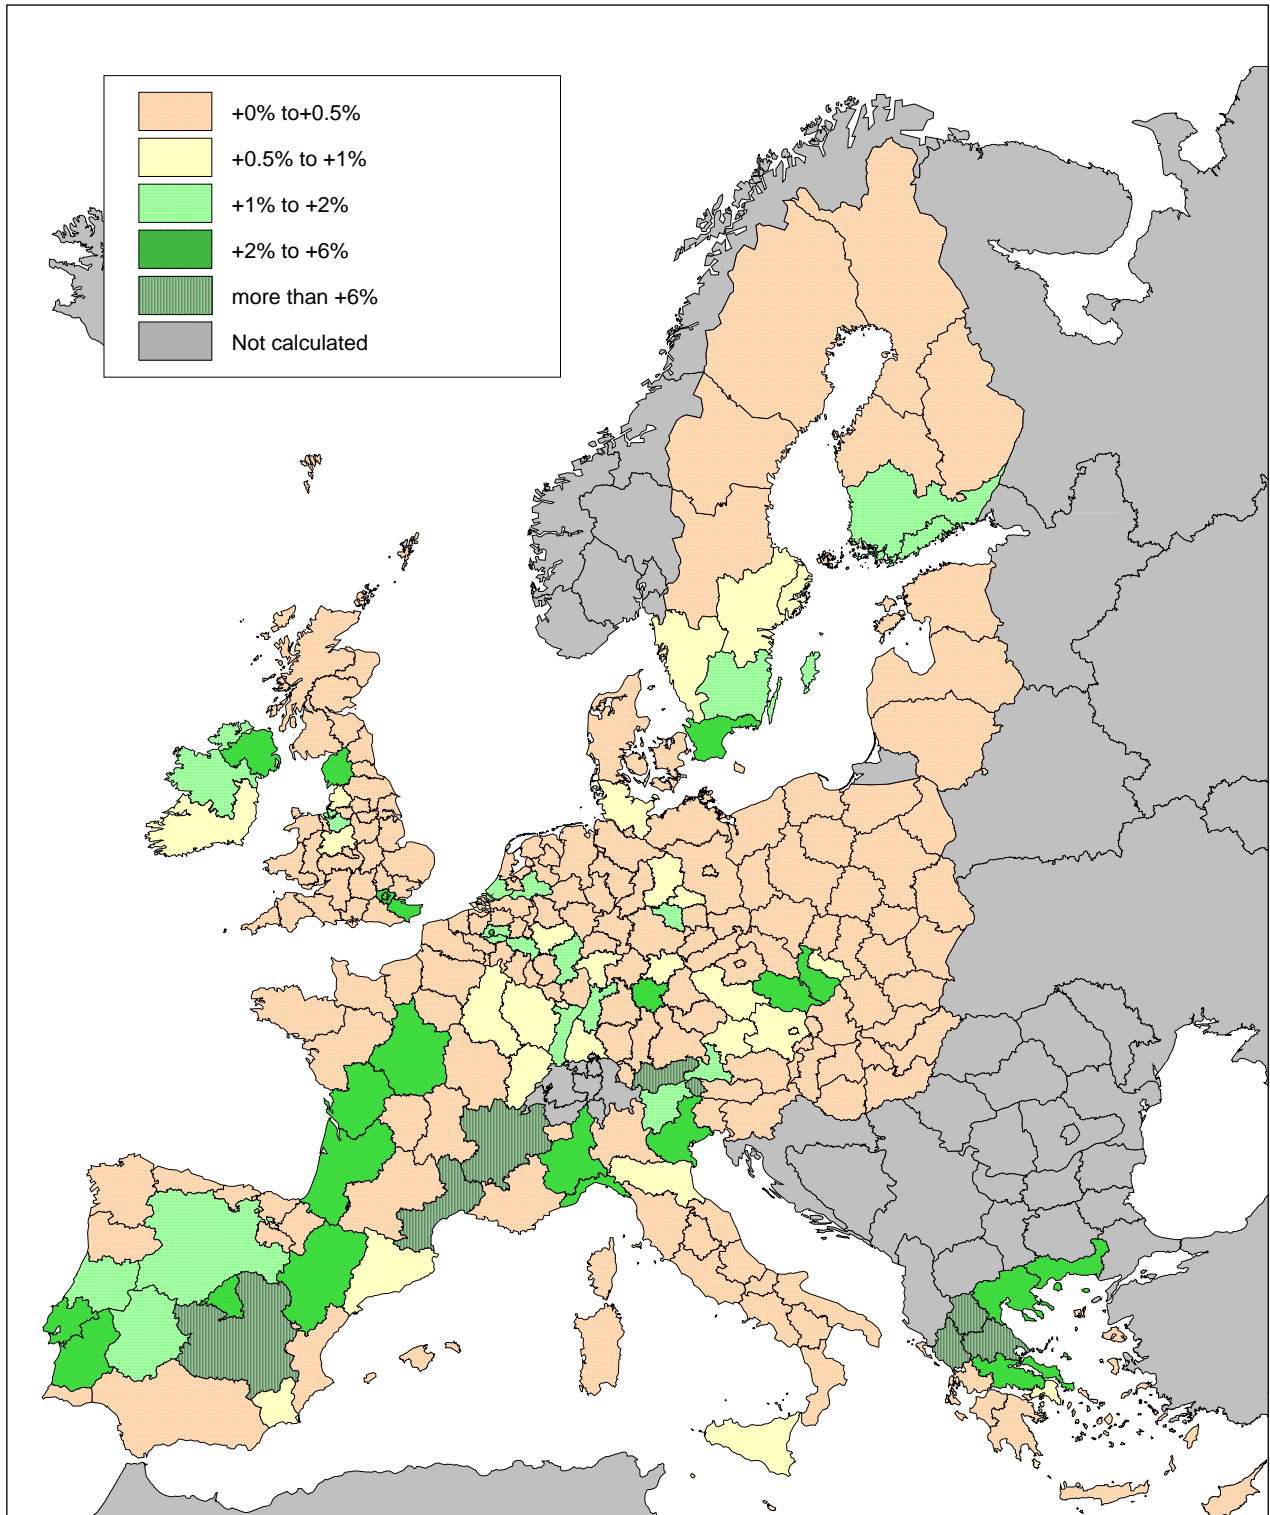 +0% to+0.5%
+0.5% to +1%
+1% to +2%
+2% to +6%
more than +6%
Not calculated